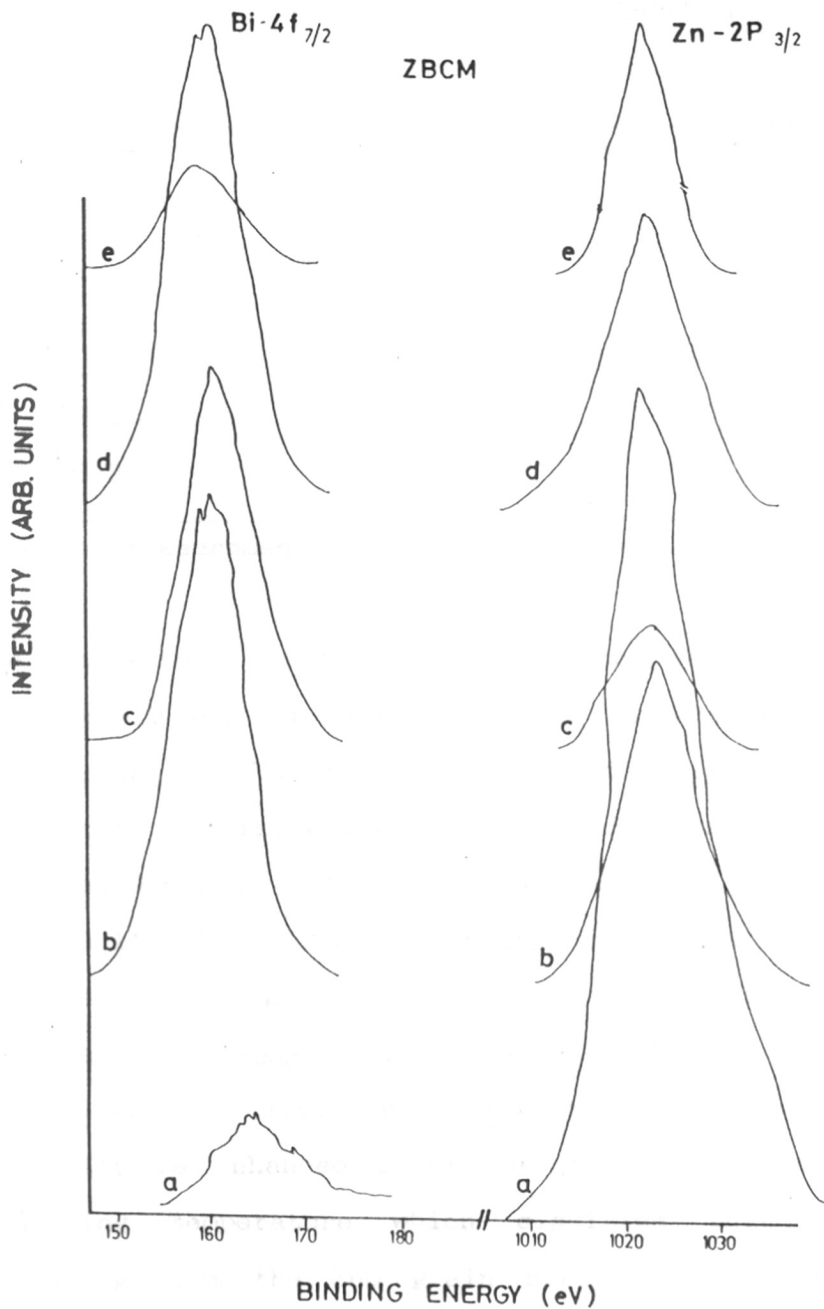 Bi-4f 7/2
Zn-2P 3/2
ZBCM
e
e
d
d
c
c
b
b
a
a
INTENSITY (ARB. UNITS)
150 160 170 180 1010 1020 1030
BINDING ENERGY (eV)